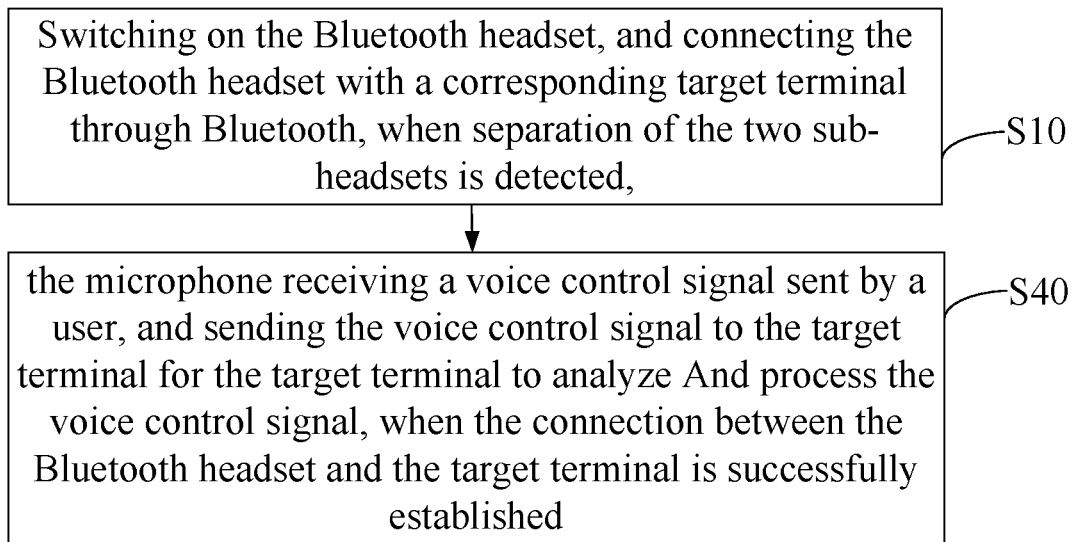 Switching on the Bluetooth headset, and connecting the
Bluetooth headset with a corresponding target terminal
through Bluetooth, when separation of the two sub-
headsets is detected,
S10
the microphone receiving a voice control signal sent by a
user, and sending the voice control signal to the target
terminal for the target terminal to analyze And process the
voice control signal, when the connection between the
Bluetooth headset and the target terminal is successfully
established
S40